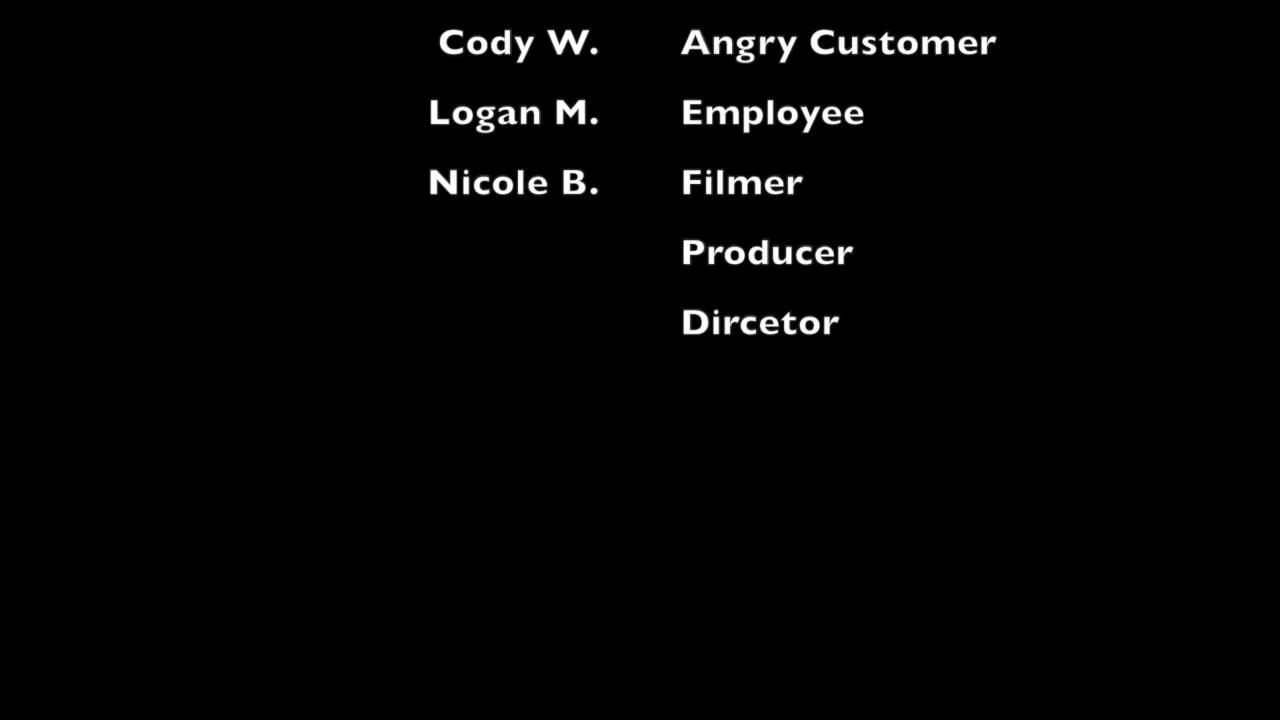 Cody W. Angry Customer
Logan M. Employee
Nicole B. Filmer
Producer
Dircetor